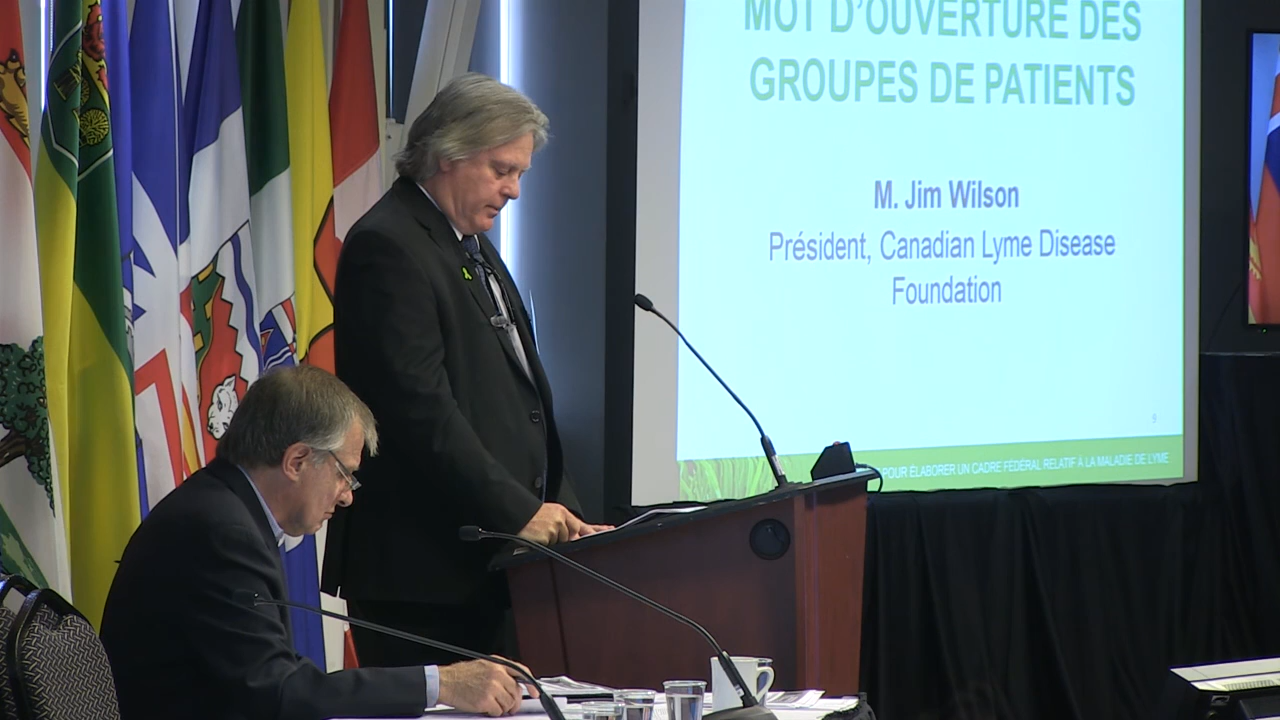 MOT D'OUVERTURE DES
GROUPES DE PATIENTS
M. Jim Wilson
Président, Canadian Lyme Disease
Foundation
9
POUR ÉLABORER UN CADRE FÉDÉRAL RELATIF À LA MALADIE DE LYME